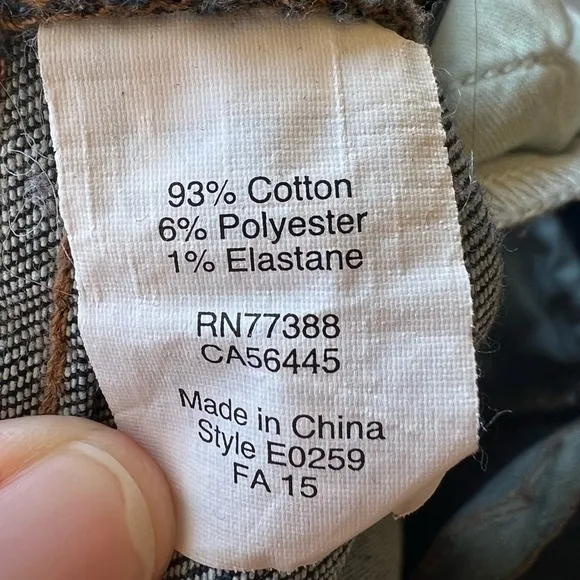 93% Cotton
6% Polyester
1% Elastane
RN77388
CA56445
Made in China
Style E0259
FA 15